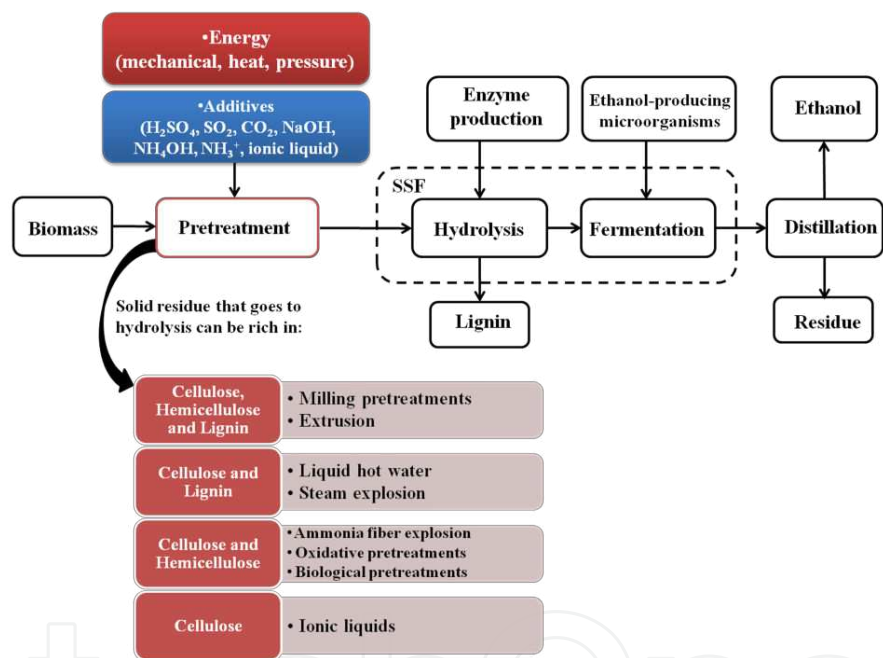 •Energy
(mechanical, heat, pressure)
•Additives
(H₂SO₄, SO₂, CO₂, NaOH,
NH₄OH, NH₃⁺, ionic liquid)
Enzyme
production
Ethanol-producing
microorganisms
Ethanol
SSF
Biomass
Pretreatment
Hydrolysis
Fermentation
Distillation
Lignin
Residue
Solid residue that goes to
hydrolysis can be rich in:
Cellulose,
Hemicellulose
and Lignin
• Milling pretreatments
• Extrusion
Cellulose and
Lignin
• Liquid hot water
• Steam explosion
Cellulose and
Hemicellulose
• Ammonia fiber explosion
• Oxidative pretreatments
• Biological pretreatments
Cellulose
• Ionic liquids